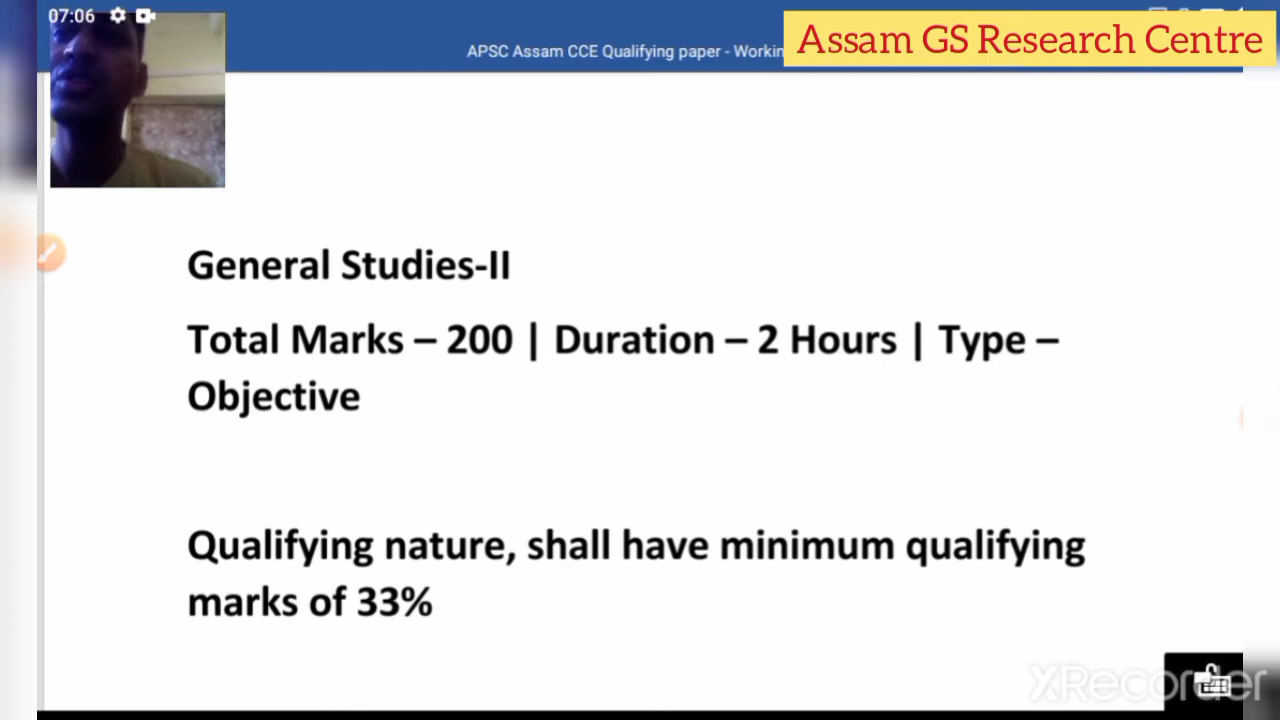 07:06
APSC Assam CCE Qualifying paper -
Assam GS Research Centre
General Studies-II
Total Marks – 200 | Duration – 2 Hours | Type –
Objective
Qualifying nature, shall have minimum qualifying
marks of 33%
XRecorder